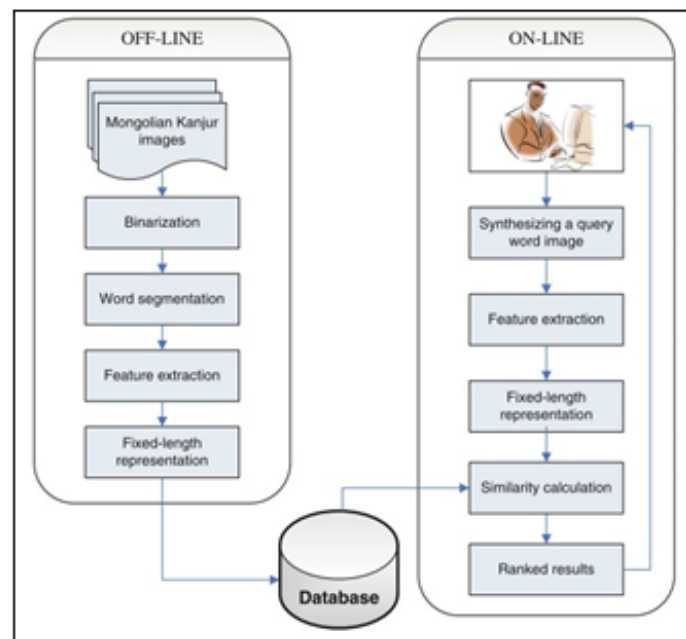 OFF-LINE
Mongolian Kanjur
images
Binarization
Word segmentation
Feature extraction
Fixed-length
representation
Database
ON-LINE
Synthesizing a query
word image
Feature extraction
Fixed-length
representation
Similarity calculation
Ranked results